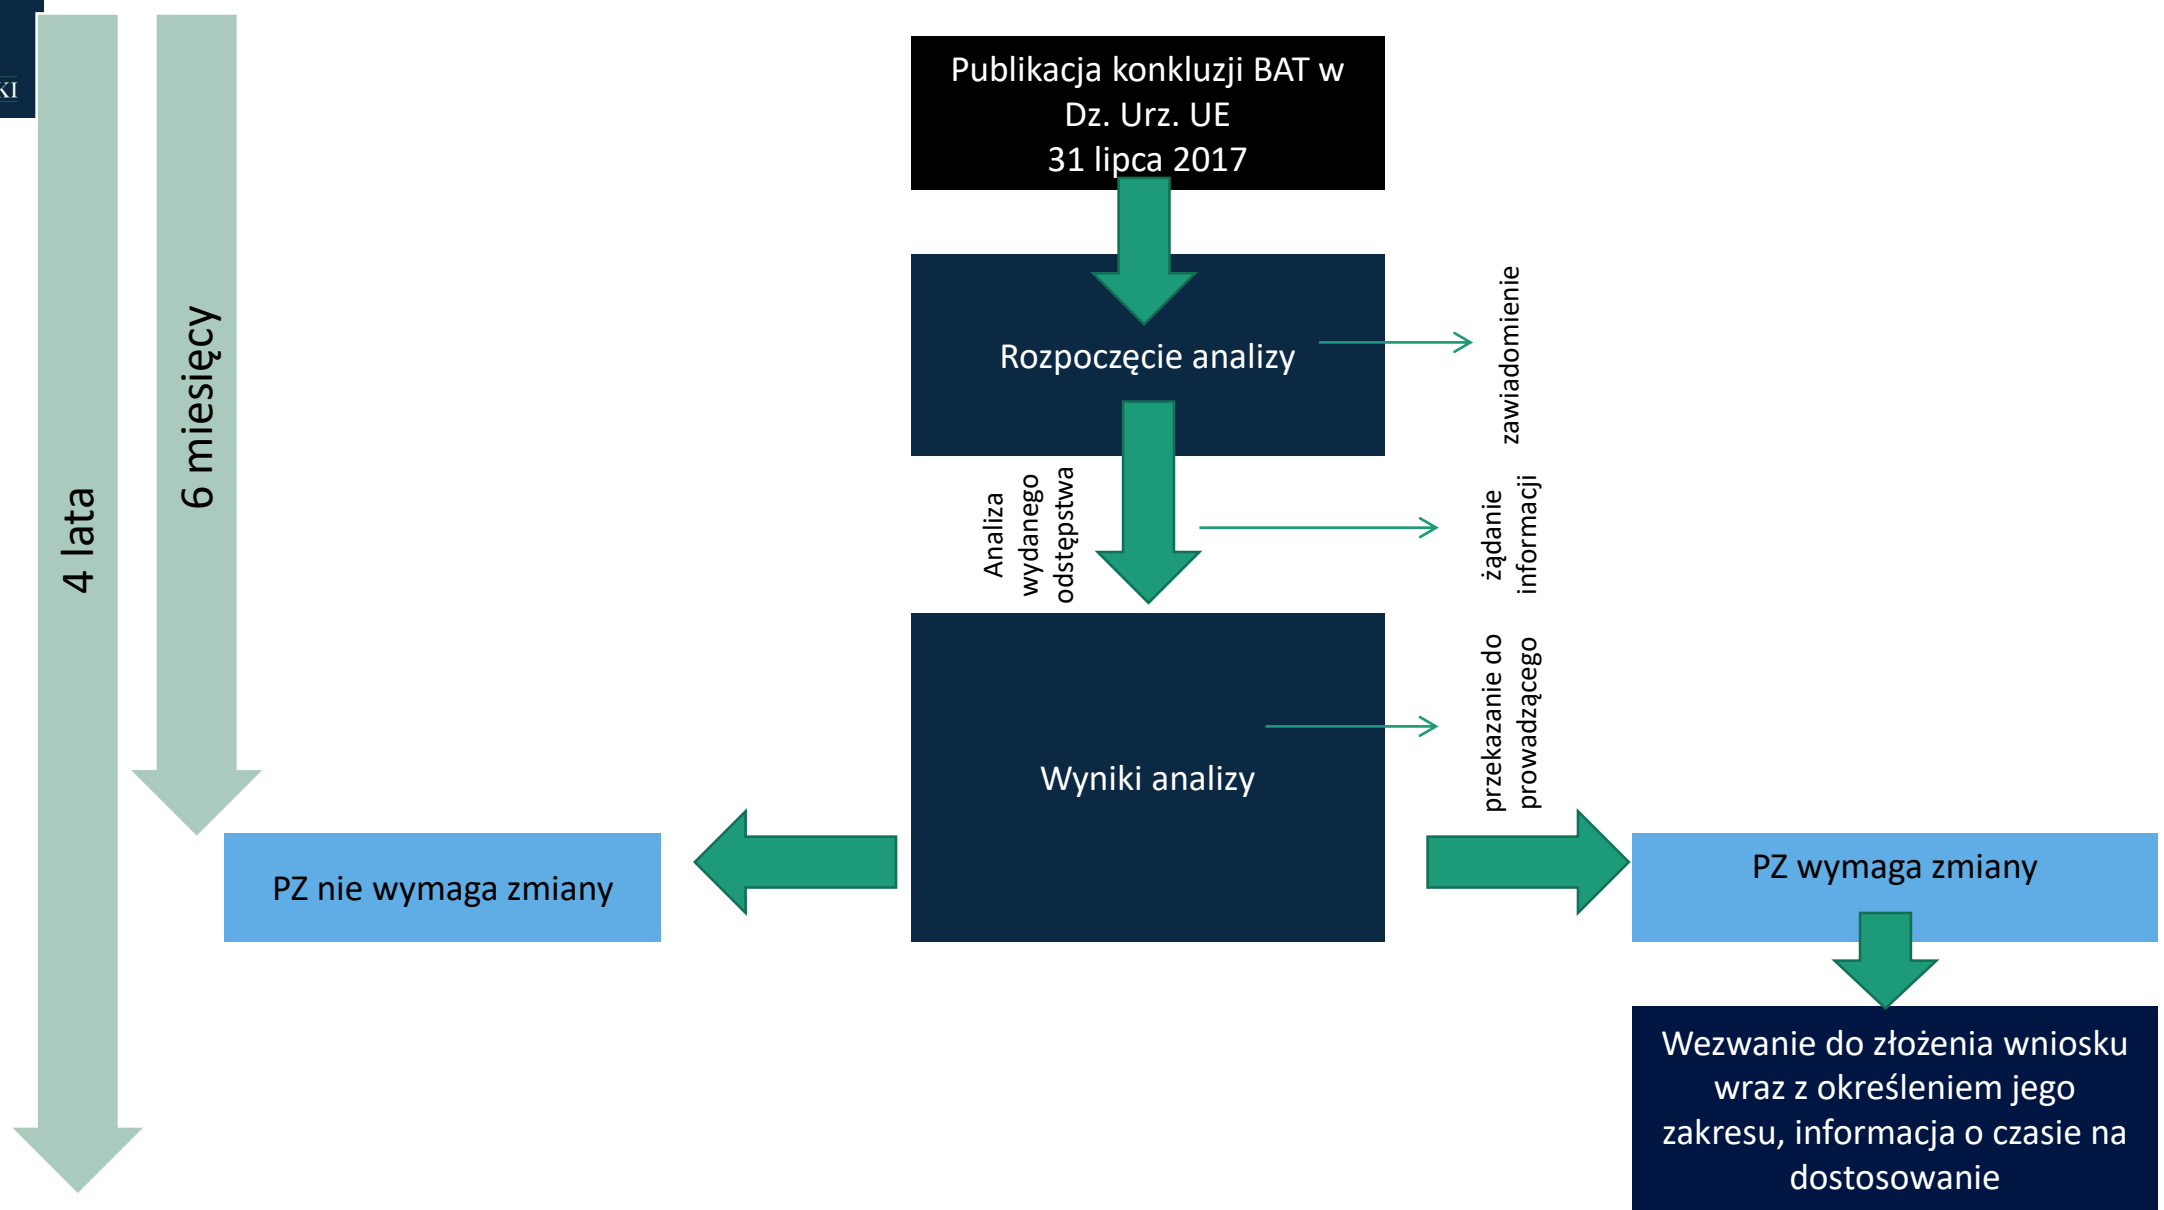 KI
4 lata
6 miesięcy
Publikacja konkluzji BAT w
Dz. Urz. UE
31 lipca 2017
Rozpoczęcie analizy
zawiadomienie
Analiza
wydanego
odstępstwa
żądanie
informacji
Wyniki analizy
przekazanie do
prowadzącego
PZ nie wymaga zmiany
PZ wymaga zmiany
Wezwanie do złożenia wniosku
wraz z określeniem jego
zakresu, informacja o czasie na
dostosowanie